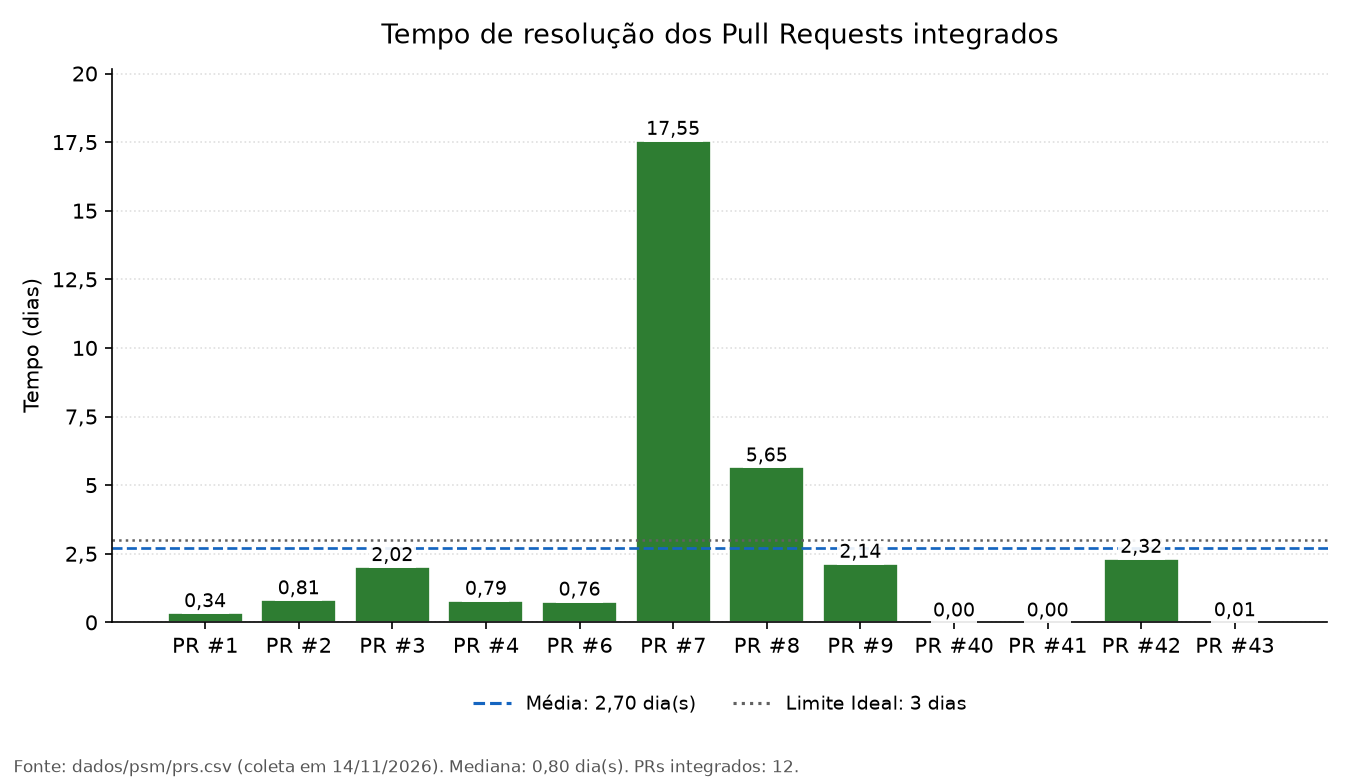 Tempo de resolução dos Pull Requests integrados
Tempo (dias)
20
17,5
15
12,5
10
7,5
5
2,5
0
0,34
0,81
2,02
0,79
0,76
17,55
5,65
2,14
0,00
0,00
2,32
0,01
PR #1
PR #2
PR #3
PR #4
PR #6
PR #7
PR #8
PR #9
PR #40
PR #41
PR #42
PR #43
Média: 2,70 dia(s)
Limite Ideal: 3 dias
Fonte: dados/psm/prs.csv (coleta em 14/11/2026). Mediana: 0,80 dia(s). PRs integrados: 12.